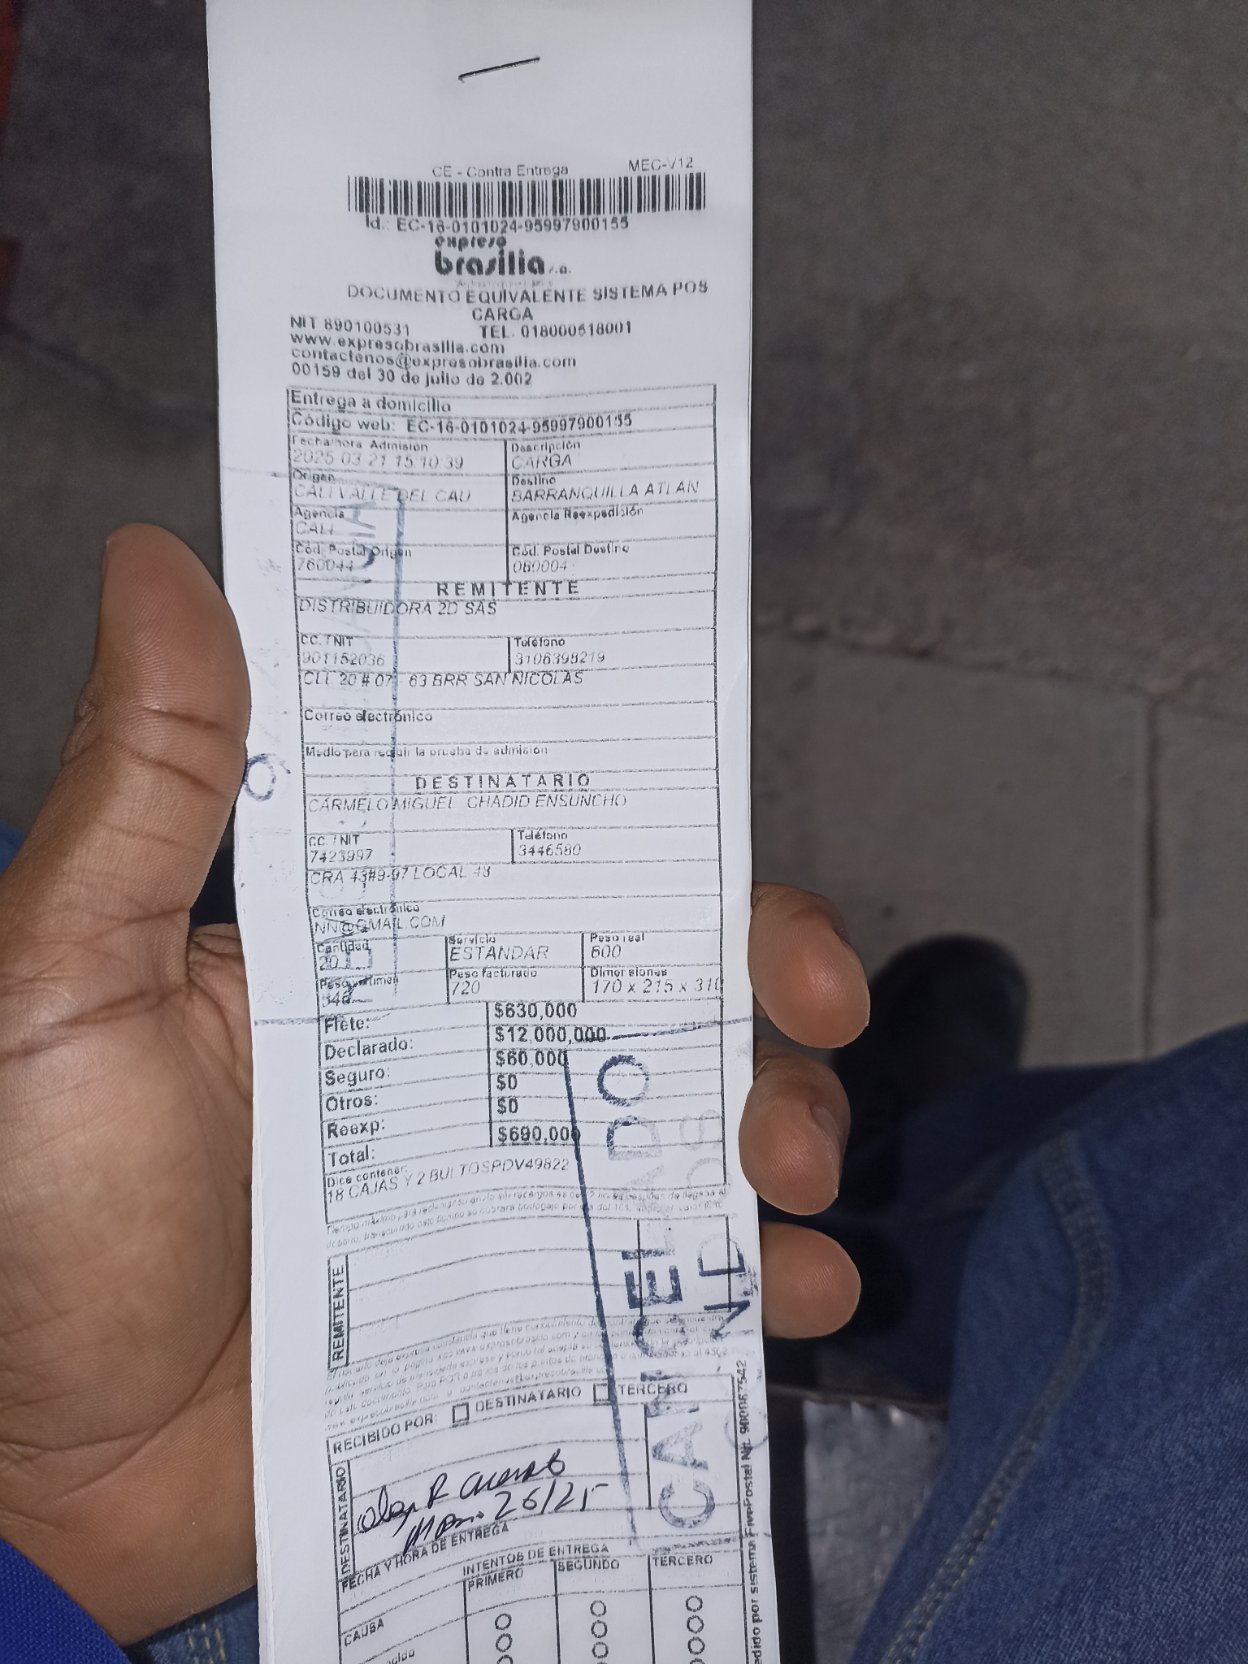 CE - Contra Entrega MEC-V12
Id.: EC-16-0101024-95997900155
expreso
brasilia s.a.
DOCUMENTO EQUIVALENTE SISTEMA POS
CARGA
NIT 890100531 TEL. 018000518001
www.expresobrasilia.com
contactenos@expresobrasilia.com
00159 del 30 de julio de 2.002
Entrega a domicilio
Código web: EC-16-0101024-95997900155
Fecha/hora Admisión Descripción
2025-03-21 15:10:39 CARGA
Origen Destino
CALI VALLE DEL CAU BARRANQUILLA ATLAN
Agencia Agencia Reexpedición
CALI
Cód. Postal Origen Cód. Postal Destino
760044 080004
REMITENTE
DISTRIBUIDORA 2D SAS
CC. / NIT Teléfono
901152036 3106398219
CLL 20 # 07 - 63 BRR SAN NICOLAS
Correo electrónico
Medio para recibir la prueba de admisión
DESTINATARIO
CARMELO MIGUEL CHADID ENSUNCHO
CC. / NIT Teléfono
7423997 3446580
CRA 43#9-97 LOCAL 48
Correo electrónico
NN@GMAIL.COM
Cantidad Servicio Peso real
20 ESTANDAR 600
Peso facturado Dimensiones
720 170 x 215 x 310
Flete: $630,000
Declarado: $12,000,000
Seguro: $60,000
Otros: $0
Reexp: $0
Total: $690,000
Dice contener:
18 CAJAS Y 2 BULTOSPDV49822
REMITENTE
CANCELADO
RECIBIDO POR: DESTINATARIO TERCERO
DESTINATARIO
26/25
FECHA Y HORA DE ENTREGA
INTENTOS DE ENTREGA
PRIMERO SEGUNDO TERCERO
CAUSA